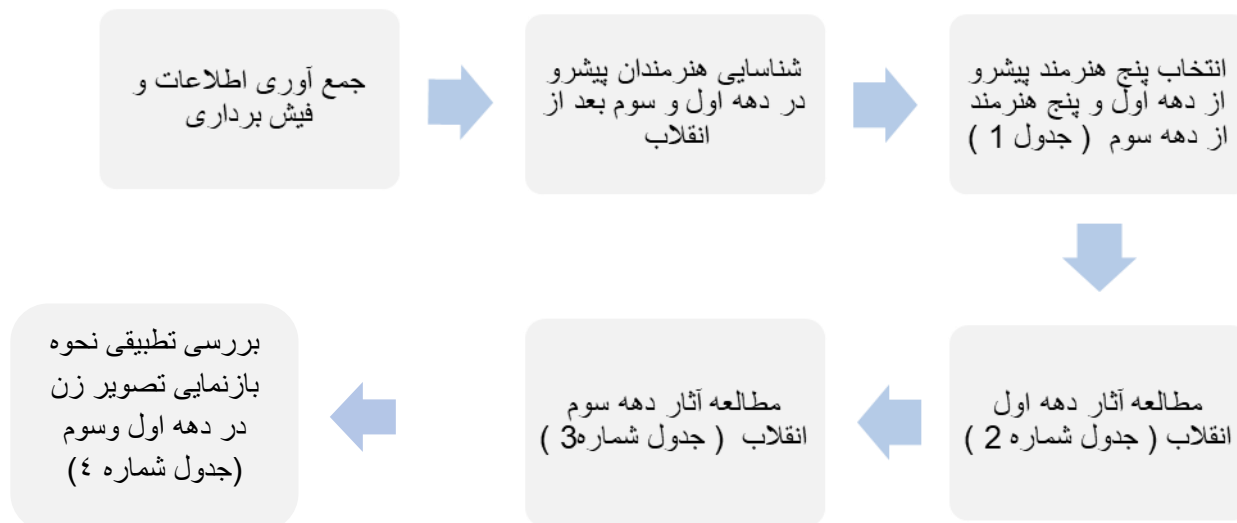 جمع آوری اطلاعات و
فیش برداری
شناسایی هنرمندان پیشرو
در دهه اول و سوم بعد از
انقلاب
انتخاب پنج هنرمند پیشرو
از دهه اول و پنج هنرمند
از دهه سوم ( جدول 1 )
مطالعه آثار دهه اول
انقلاب ( جدول شماره 2 )
مطالعه آثار دهه سوم
انقلاب ( جدول شماره3 )
بررسی تطبیقی نحوه
بازنمایی تصویر زن
در دهه اول وسوم
(جدول شماره ٤)